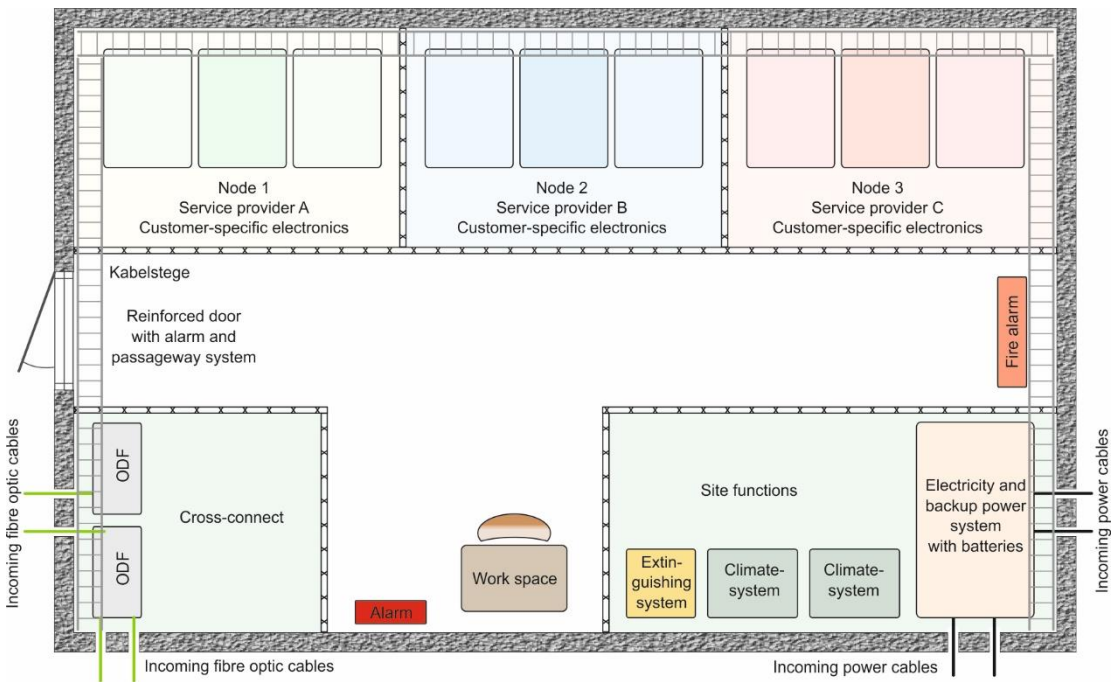 Node 1
Service provider A
Customer-specific electronics
Node 2
Service provider B
Customer-specific electronics
Node 3
Service provider C
Customer-specific electronics
Kabelstege
Reinforced door
with alarm and
passageway system
Fire alarm
Incoming fibre optic cables
ODF
ODF
Cross-connect
Alarm
Work space
Site functions
Extin-
guishing
system
Climate-
system
Climate-
system
Electricity and
backup power
system
with batteries
Incoming power cables
Incoming fibre optic cables
Incoming power cables